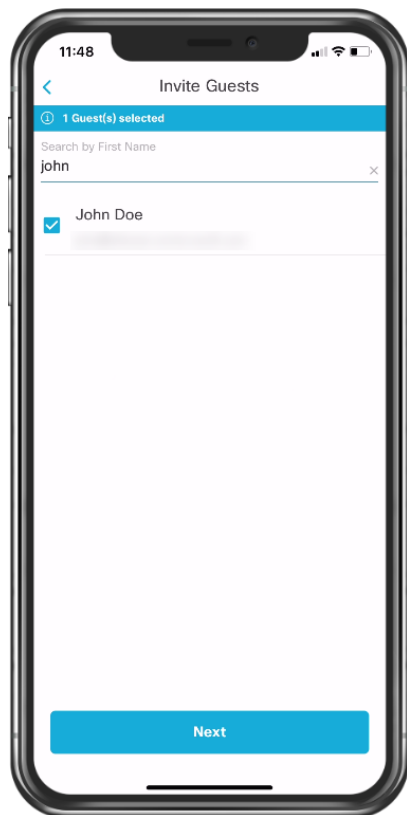 11:48
Invite Guests
1 Guest(s) selected
Search by First Name
john
John Doe
Next